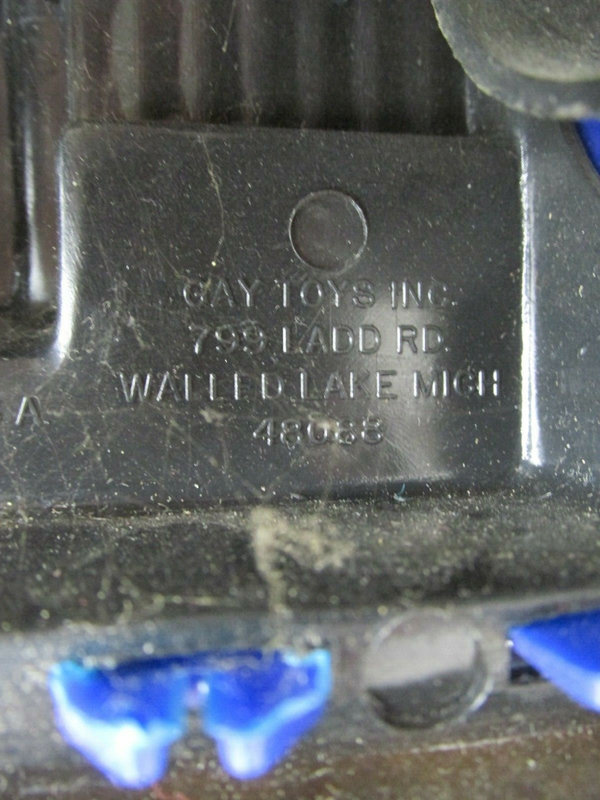 GAY TOYS INC.
799 LADD RD.
WALLED LAKE MICH
48088
A